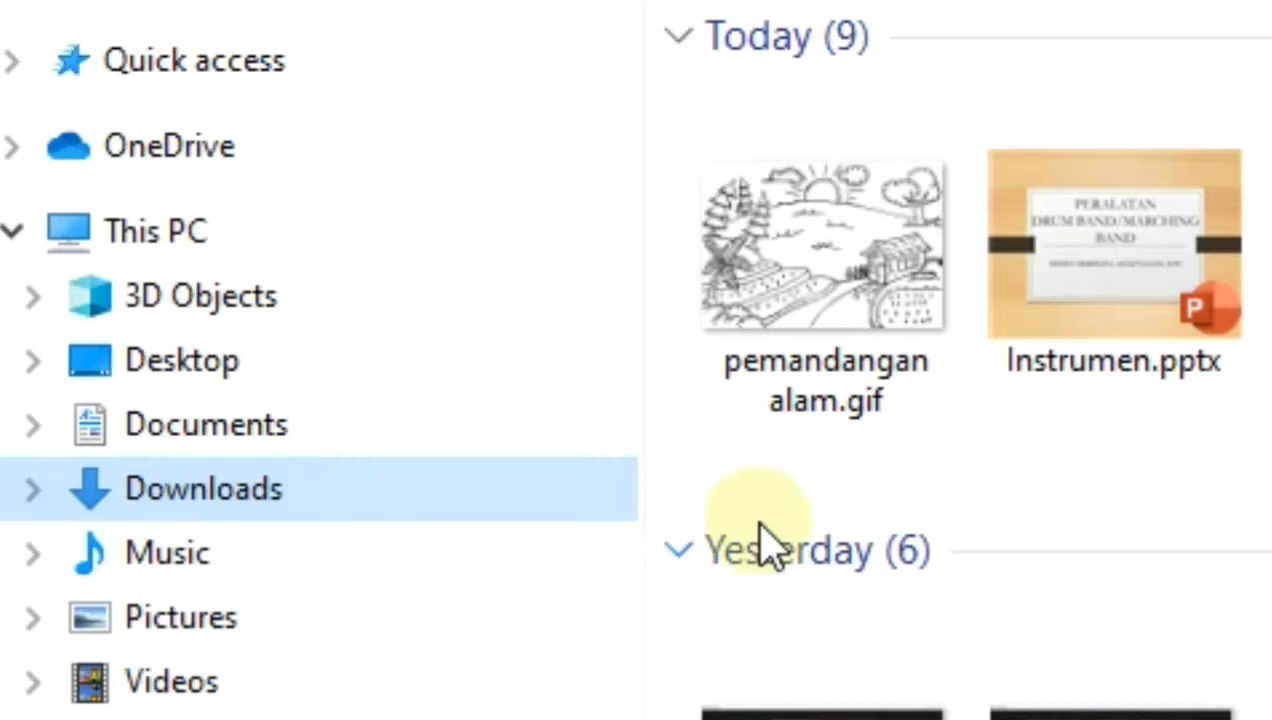 Quick access
OneDrive
This PC
3D Objects
Desktop
Documents
Downloads
Music
Pictures
Videos
Today (9)
PERALATAN
DRUM BAND/MARCHING
BAND
P
pemandangan
alam.gif
Instrumen.pptx
Yesterday (6)